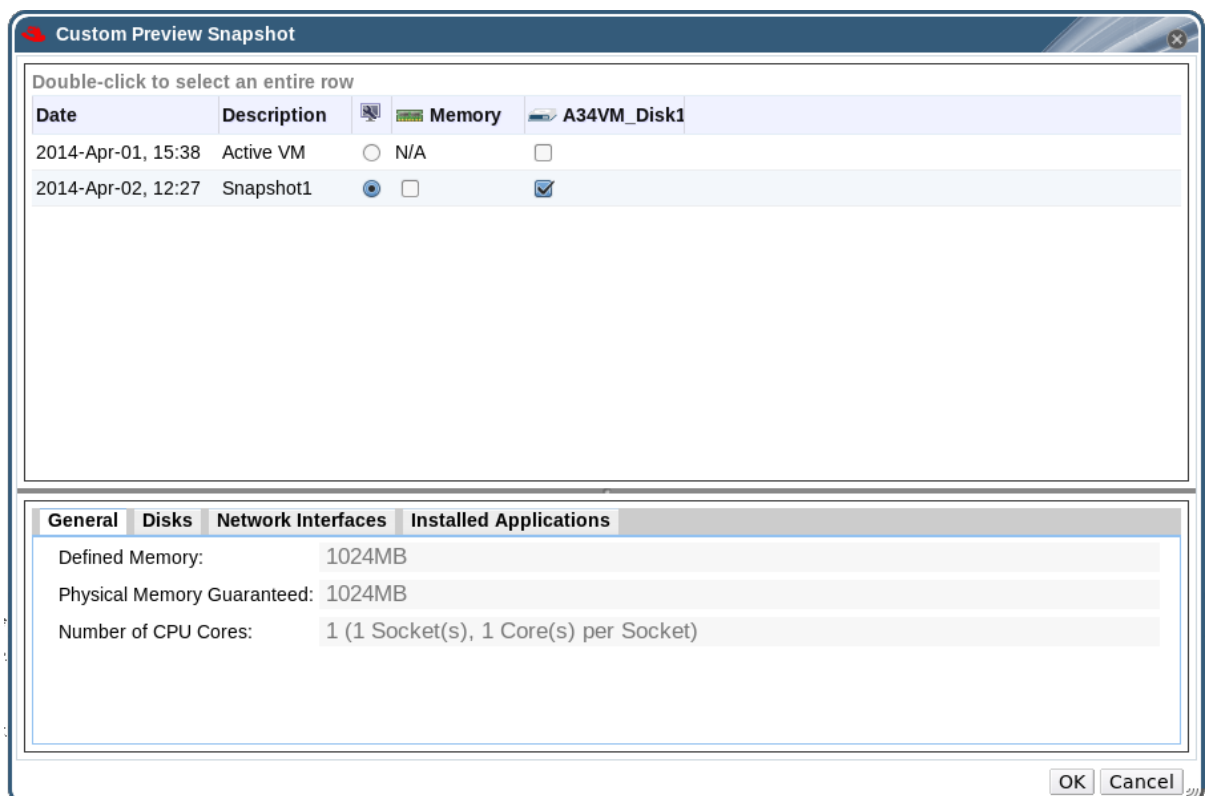 Custom Preview Snapshot
Double-click to select an entire row
Date Description Memory A34VM_Disk1
2014-Apr-01, 15:38 Active VM N/A
2014-Apr-02, 12:27 Snapshot1
General Disks Network Interfaces Installed Applications
Defined Memory: 1024MB
Physical Memory Guaranteed: 1024MB
Number of CPU Cores: 1 (1 Socket(s), 1 Core(s) per Socket)
OK Cancel